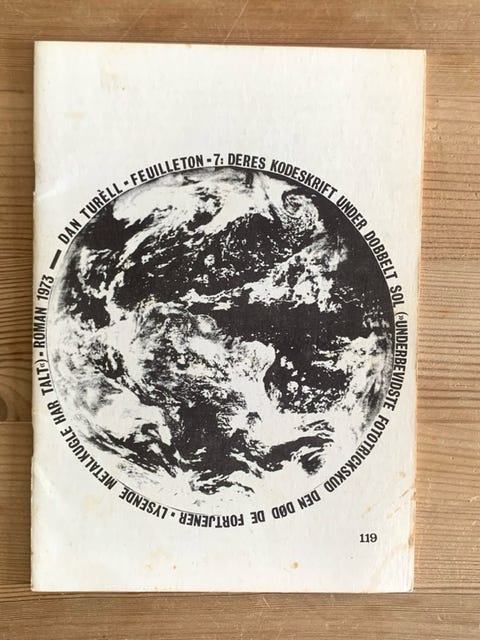 — DAN TURÈLL - FEUILLETON - 7: DERES KODESKRIFT UNDER DOBBELT SOL (»UNDERBEVIDSTE FOTOTRICKSKUD DEN DØD DE FORTJENER - LYSENDE METALKUGLE HAR TALT«) - ROMAN 1973
119